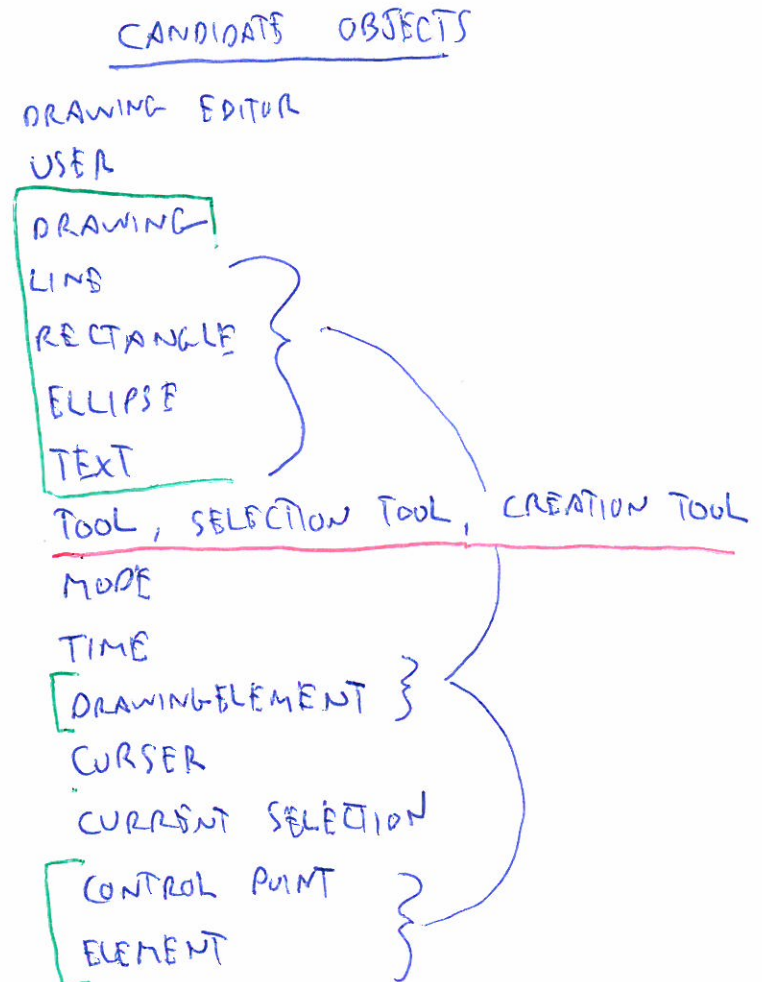 CANDIDATE OBJECTS
DRAWING EDITOR
USER
DRAWING
LINE
RECTANGLE
ELLIPSE
TEXT
TOOL, SELECTION TOOL, CREATION TOOL
MODE
TIME
DRAWING-ELEMENT
CURSER
CURRENT SELECTION
CONTROL POINT
ELEMENT